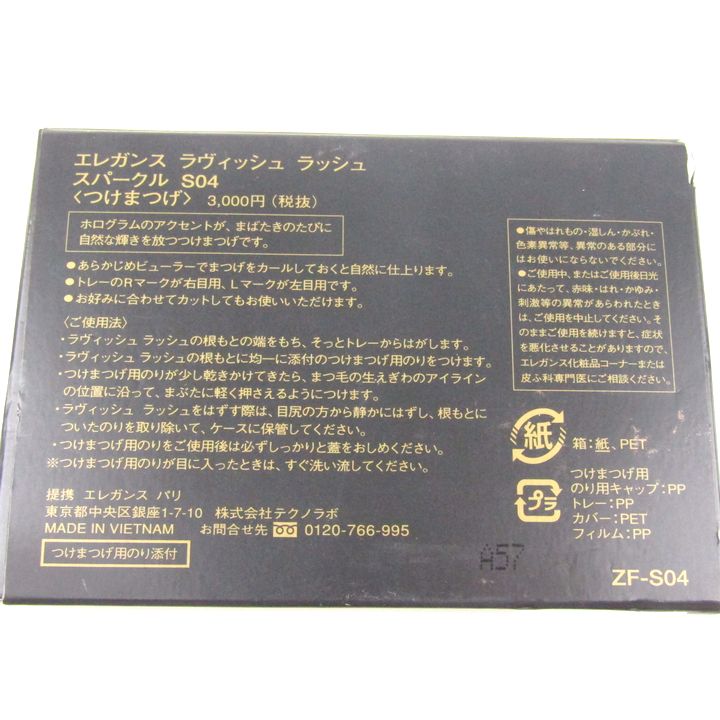 エレガンス ラヴィッシュ ラッシュ
スパークル S04
〈つけまつげ〉 3,000円(税抜)
ホログラムのアクセントが、まばたきのたびに
自然な輝きを放つつけまつげです。
●あらかじめビューラーでまつげをカールしておくと自然に仕上ります。
●トレーのRマークが右目用、Lマークが左目用です。
●お好みに合わせてカットしてもお使いいただけます。
〈ご使用法〉
・ラヴィッシュ ラッシュの根もとの端をもち、そっとトレーからはがします。
・ラヴィッシュ ラッシュの根もとに均一に添付のつけまつげ用のりをつけます。
・つけまつげ用のりが少し乾きかけてきたら、まつ毛の生えぎわのアイライン
の位置に沿って、まぶたに軽く押さえるようにつけます。
・ラヴィッシュ ラッシュをはずす際は、目尻の方から静かにはずし、根もとに
ついたのりを取り除いて、ケースに保管してください。
・つけまつげ用のりをご使用後は必ずしっかりと蓋をおしめください。
※つけまつげ用のりが目に入ったときは、すぐ洗い流してください。
提携 エレガンス パリ
東京都中央区銀座1-7-10 株式会社テクノラボ
MADE IN VIETNAM お問合せ先 0120-766-995
つけまつげ用のり添付
●傷やはれもの・湿しん・かぶれ・
色素異常等、異常のある部分に
はお使いにならないでください。
●ご使用中、またはご使用後日光
にあたって、赤味・はれ・かゆみ・
刺激等の異常があらわれたとき
は、ご使用を中止してください。そ
のままご使用を続けますと、症状
を悪化させることがありますので、
エレガンス化粧品コーナーまたは
皮ふ科専門医にご相談ください。
紙
箱:紙、PET
プラ
つけまつげ用
のり用キャップ:PP
トレー:PP
カバー:PET
フィルム:PP
A57
ZF-S04